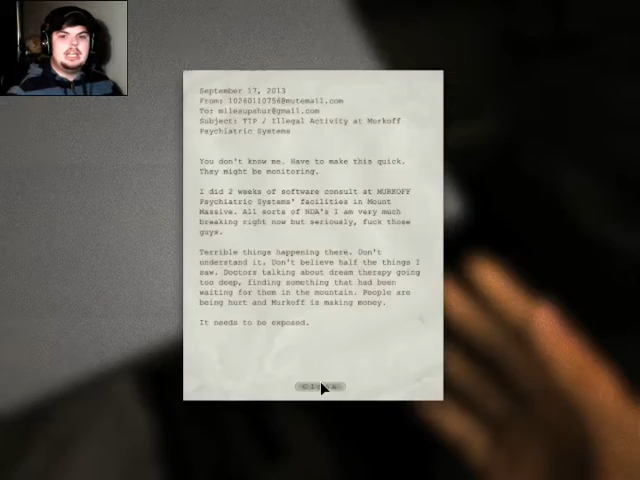 September 17, 2013
From: 10260110756@mutemail.com
To: milesupshur@gmail.com
Subject: TIP / Illegal Activity at Murkoff
Psychiatric Systems
You don't know me. Have to make this quick.
They might be monitoring.
I did 2 weeks of software consult at MURKOFF
Psychiatric Systems' facilities in Mount
Massive. All sorts of NDA's I am very much
breaking right now but seriously, fuck those
guys.
Terrible things happening there. Don't
understand it. Don't believe half the things I
saw. Doctors talking about dream therapy going
too deep, finding something that had been
waiting for them in the mountain. People are
being hurt and Murkoff is making money.
It needs to be exposed.